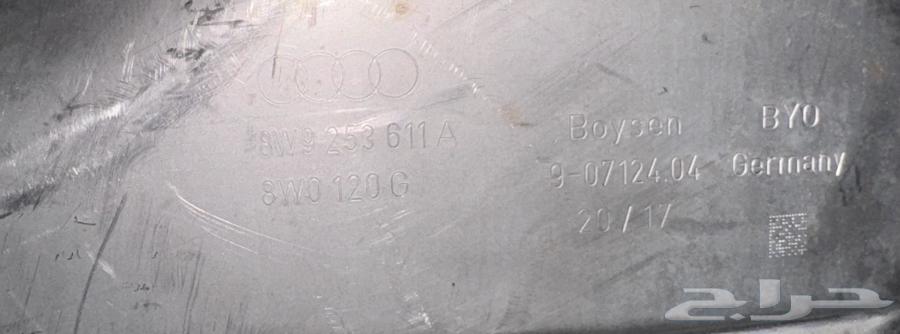 8W9 253 611 A
8W0 120 G
Boysen
9-07124.04
20/17
BYO
Germany
حراج